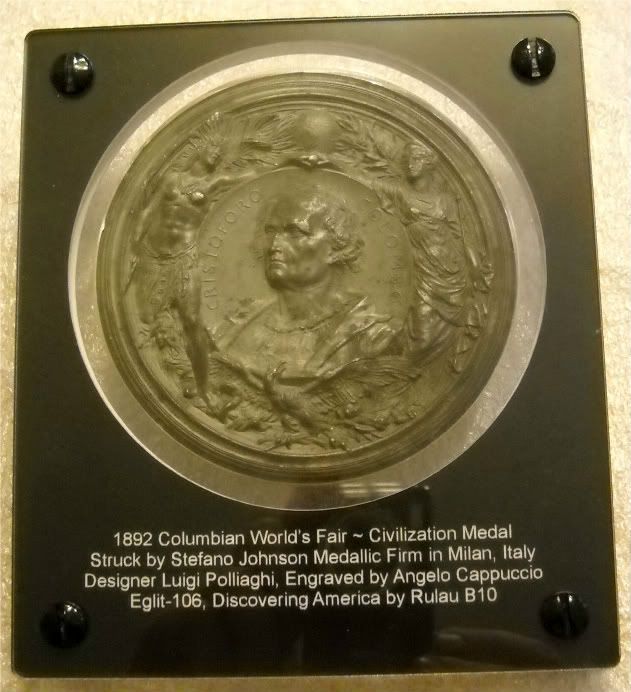 CRISTOFORO COLOMBO
1892 Columbian World's Fair ~ Civilization Medal
Struck by Stefano Johnson Medallic Firm in Milan, Italy
Designer Luigi Polliaghi, Engraved by Angelo Cappuccio
Eglit-106, Discovering America by Rulau B10